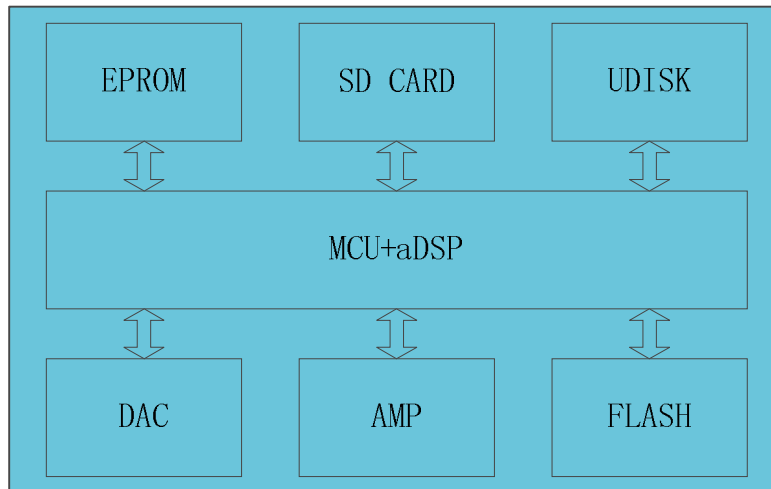 EPROM
SD CARD
UDISK
MCU+aDSP
DAC
AMP
FLASH